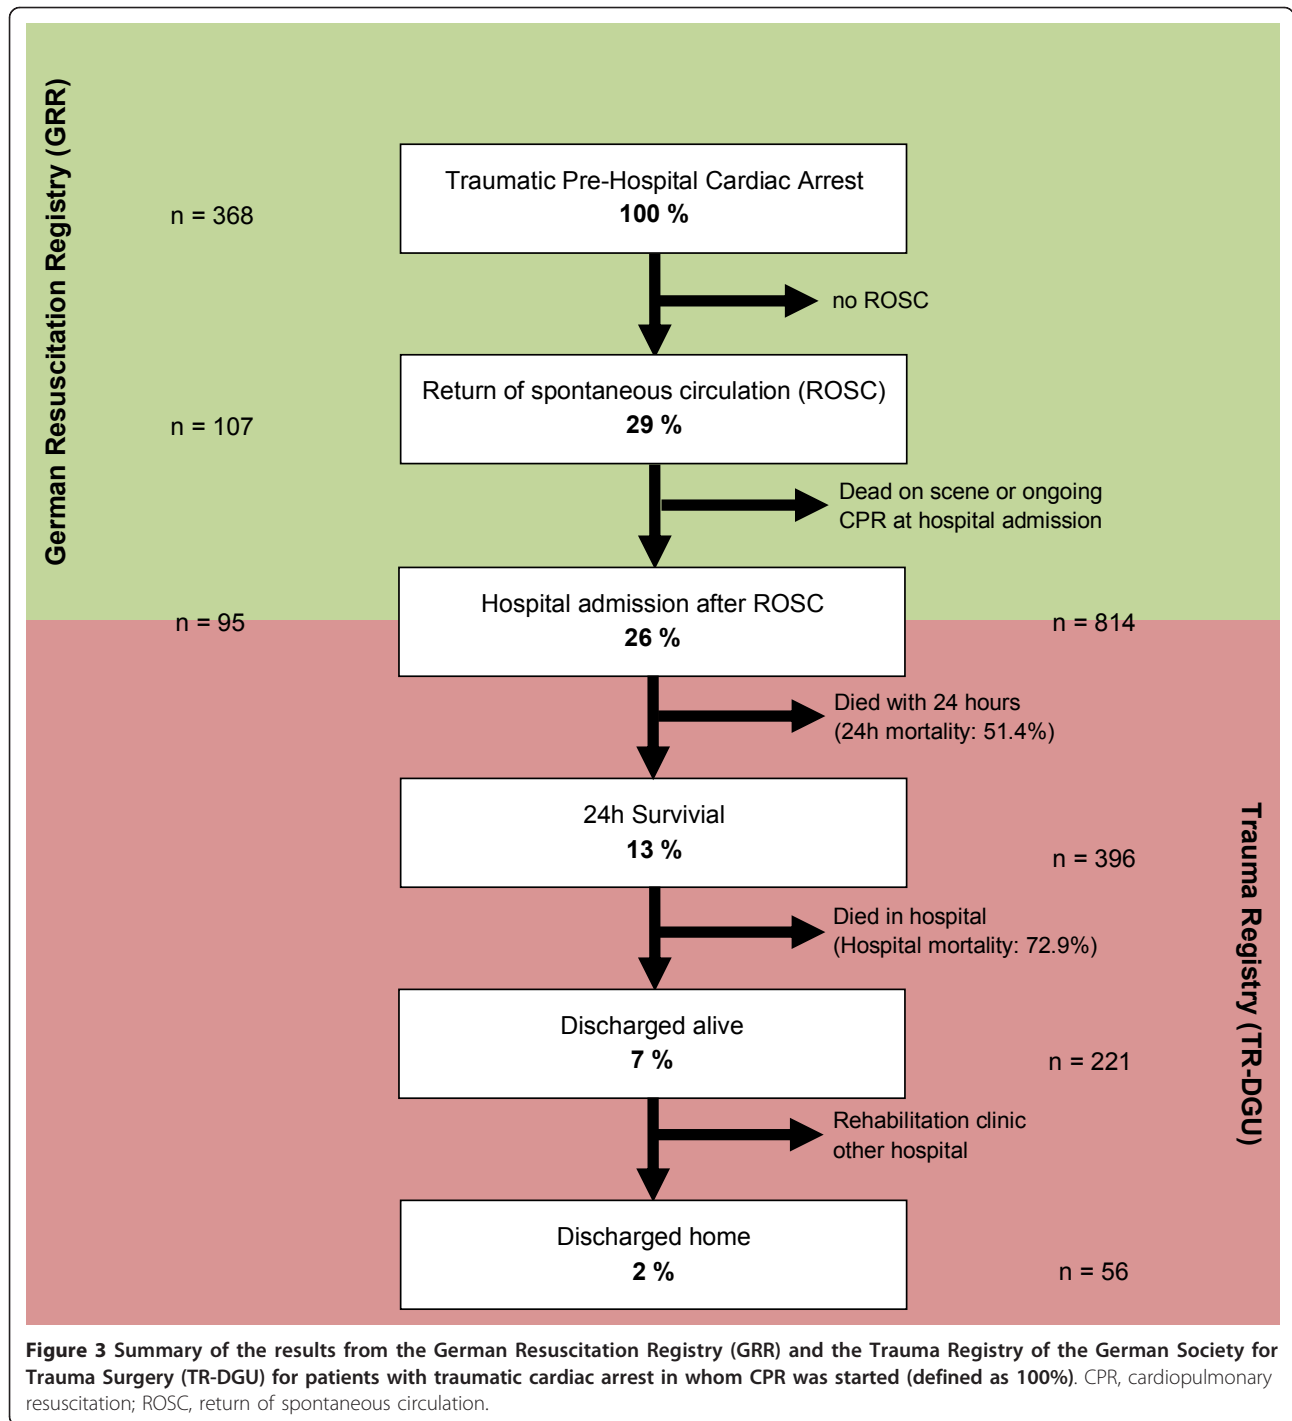 German Resuscitation Registry (GRR)
Traumatic Pre-Hospital Cardiac Arrest
100 %
n = 368
no ROSC
Return of spontaneous circulation (ROSC)
29 %
n = 107
Dead on scene or ongoing
CPR at hospital admission
Hospital admission after ROSC
26 %
n = 95
n = 814
Died with 24 hours
(24h mortality: 51.4%)
24h Survivial
13 %
n = 396
Trauma Registry (TR-DGU)
Died in hospital
(Hospital mortality: 72.9%)
Discharged alive
7 %
n = 221
Rehabilitation clinic
other hospital
Discharged home
2 %
n = 56
Figure 3 Summary of the results from the German Resuscitation Registry (GRR) and the Trauma Registry of the German Society for
Trauma Surgery (TR-DGU) for patients with traumatic cardiac arrest in whom CPR was started (defined as 100%). CPR, cardiopulmonary
resuscitation; ROSC, return of spontaneous circulation.